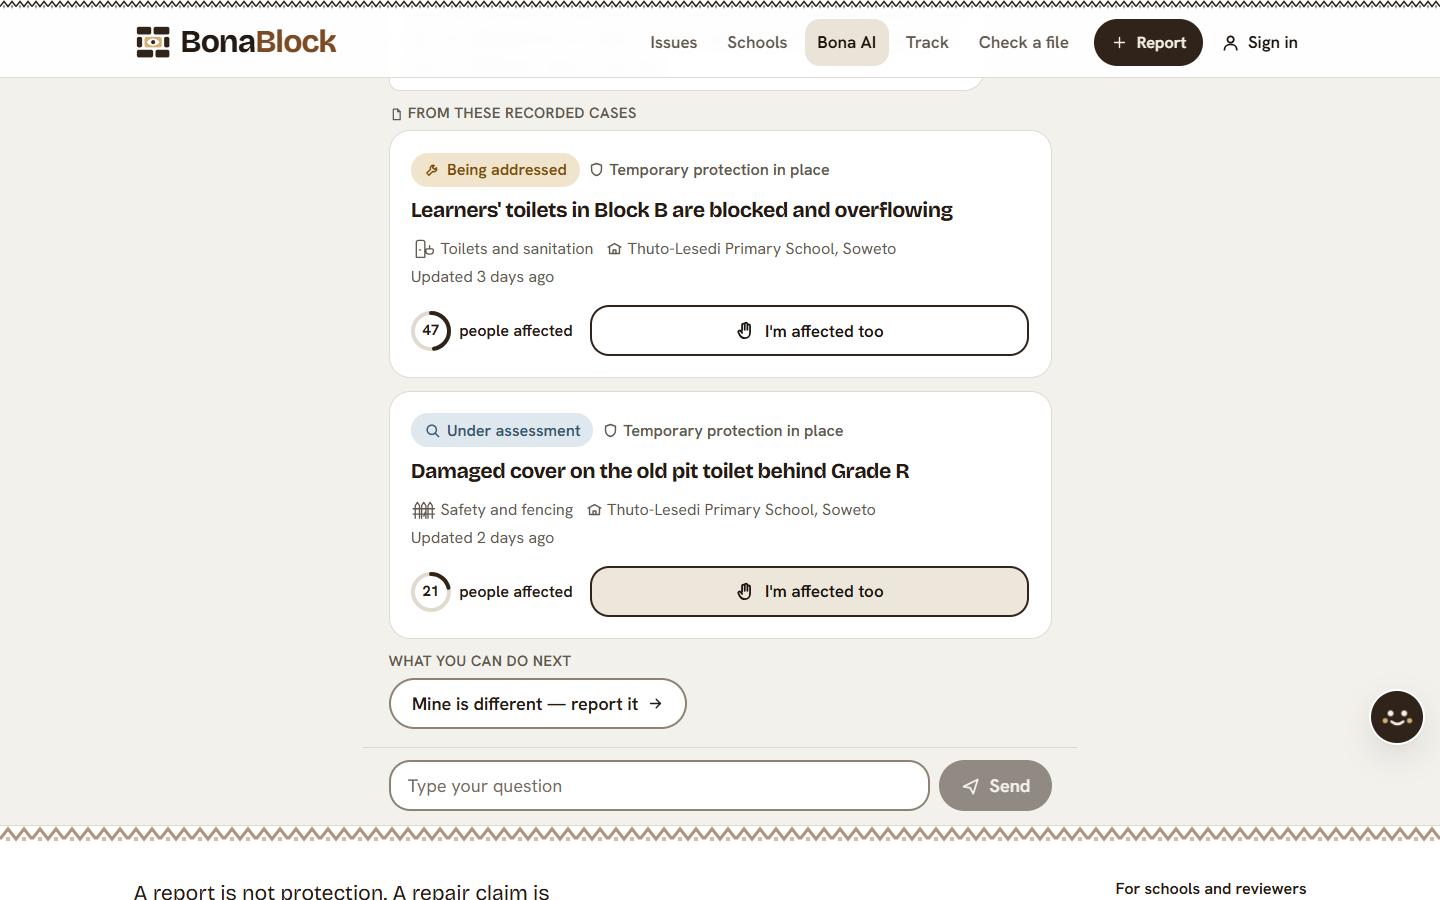 BonaBlock
Issues
Schools
Bona AI
Track
Check a file
Report
Sign in
FROM THESE RECORDED CASES
Being addressed
Temporary protection in place
Learners' toilets in Block B are blocked and overflowing
Toilets and sanitation
Thuto-Lesedi Primary School, Soweto
Updated 3 days ago
47
people affected
I'm affected too
Under assessment
Temporary protection in place
Damaged cover on the old pit toilet behind Grade R
Safety and fencing
Thuto-Lesedi Primary School, Soweto
Updated 2 days ago
21
people affected
I'm affected too
WHAT YOU CAN DO NEXT
Mine is different — report it →
Type your question
Send
A report is not protection. A repair claim is
For schools and reviewers